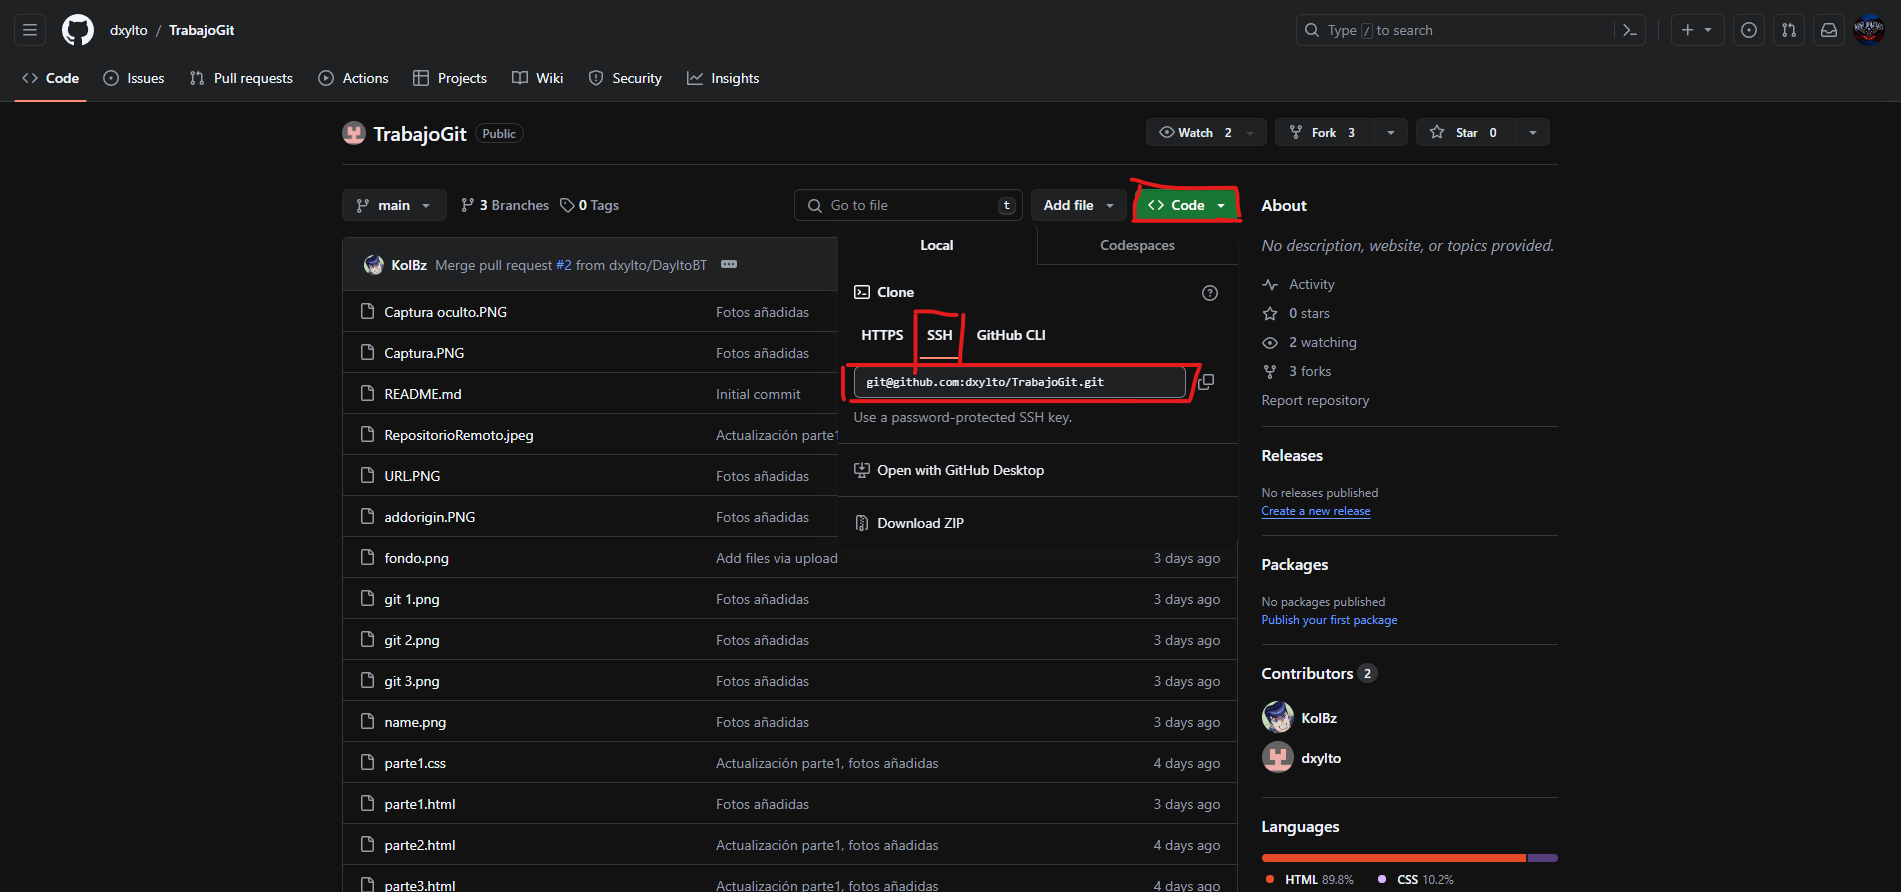 dxylto / TrabajoGit
Type / to search
Code Issues Pull requests Actions Projects Wiki Security Insights
TrabajoGit Public
Watch 2 Fork 3 Star 0
main 3 Branches 0 Tags Go to file t Add file Code
Local Codespaces
Clone
HTTPS SSH GitHub CLI
git@github.com:dxylto/TrabajoGit.git
Use a password-protected SSH key.
Open with GitHub Desktop
Download ZIP
KolBz Merge pull request #2 from dxylto/DayltoBT
Captura oculto.PNG Fotos añadidas
Captura.PNG Fotos añadidas
README.md Initial commit
RepositorioRemoto.jpeg Actualización parte1
URL.PNG Fotos añadidas
addorigin.PNG Fotos añadidas
fondo.png Add files via upload 3 days ago
git 1.png Fotos añadidas 3 days ago
git 2.png Fotos añadidas 3 days ago
git 3.png Fotos añadidas 3 days ago
name.png Fotos añadidas 3 days ago
parte1.css Actualización parte1, fotos añadidas 4 days ago
parte1.html Fotos añadidas 3 days ago
parte2.html Actualización parte1, fotos añadidas 4 days ago
parte3.html Actualización parte1, fotos añadidas 4 days ago
About
No description, website, or topics provided.
Activity
0 stars
2 watching
3 forks
Report repository
Releases
No releases published
Create a new release
Packages
No packages published
Publish your first package
Contributors 2
KolBz
dxylto
Languages
HTML 89.8% CSS 10.2%